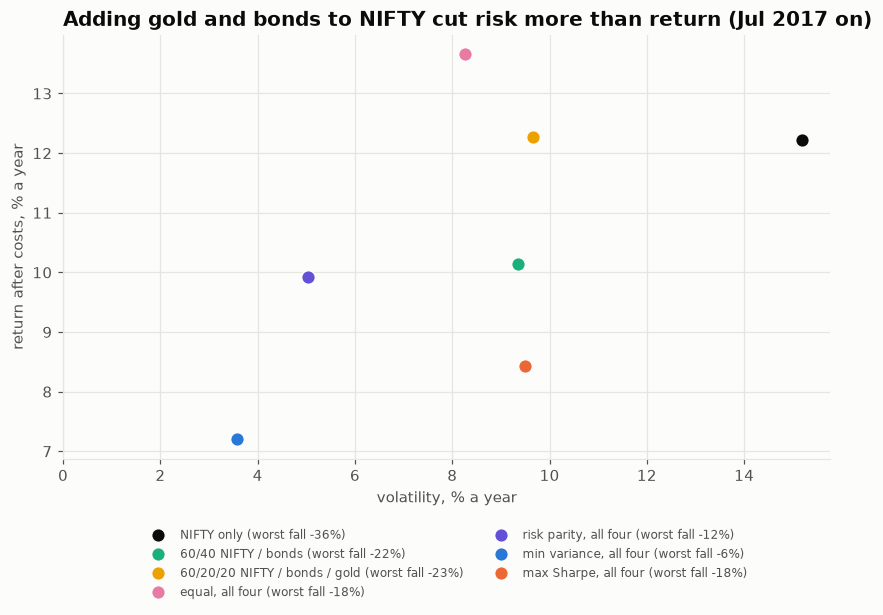 Adding gold and bonds to NIFTY cut risk more than return (Jul 2017 on)
return after costs, % a year
13
12
11
10
9
8
7
0 2 4 6 8 10 12 14
volatility, % a year
NIFTY only (worst fall -36%)
60/40 NIFTY / bonds (worst fall -22%)
60/20/20 NIFTY / bonds / gold (worst fall -23%)
equal, all four (worst fall -18%)
risk parity, all four (worst fall -12%)
min variance, all four (worst fall -6%)
max Sharpe, all four (worst fall -18%)